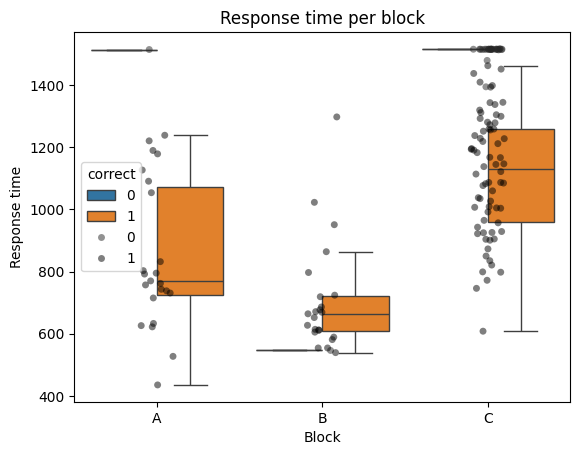 Response time per block
Response time
1400
1200
1000
800
600
400
correct
0
1
0
1
A
B
C
Block